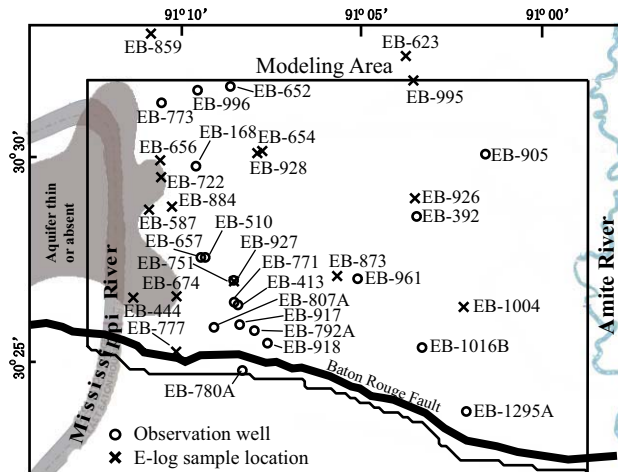 91°10' 91°05' 91°00'
EB-859
EB-623
Modeling Area
EB-995
EB-652
EB-996
EB-773
EB-168
EB-656
EB-654
EB-928
30°30'
EB-905
EB-722
EB-884
EB-926
EB-392
EB-587
Aquifer thin
or absent
EB-510
EB-657
EB-927
EB-751
EB-771
EB-873
EB-961
EB-674
EB-413
EB-444
EB-807A
EB-1004
EB-777
EB-917
EB-792A
EB-918
EB-1016B
30°25'
Mississippi River
Amite River
Baton Rouge Fault
EB-780A
EB-1295A
Observation well
E-log sample location